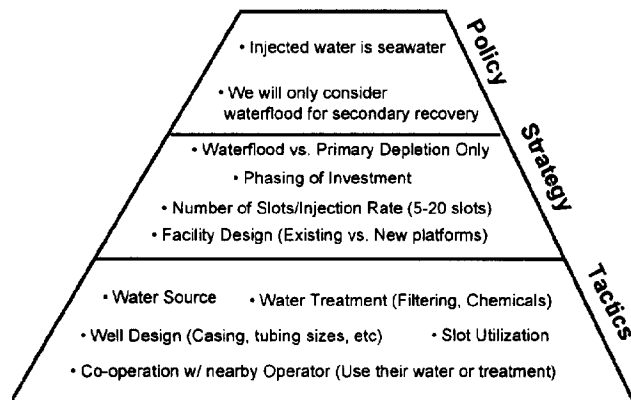 • Injected water is seawater
• We will only consider
waterflood for secondary recovery
Policy
• Waterflood vs. Primary Depletion Only
• Phasing of Investment
• Number of Slots/Injection Rate (5-20 slots)
• Facility Design (Existing vs. New platforms)
Strategy
• Water Source • Water Treatment (Filtering, Chemicals)
• Well Design (Casing, tubing sizes, etc) • Slot Utilization
• Co-operation w/ nearby Operator (Use their water or treatment)
Tactics